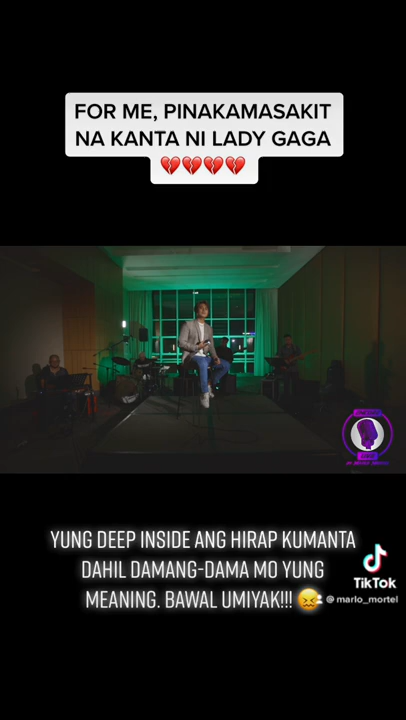 FOR ME, PINAKAMASAKIT
NA KANTA NI LADY GAGA
💔💔💔💔
YUNG DEEP INSIDE ANG HIRAP KUMANTA
DAHIL DAMANG-DAMA MO YUNG
MEANING. BAWAL UMIYAK!!! 😖
TikTok
@ marlo_mortel